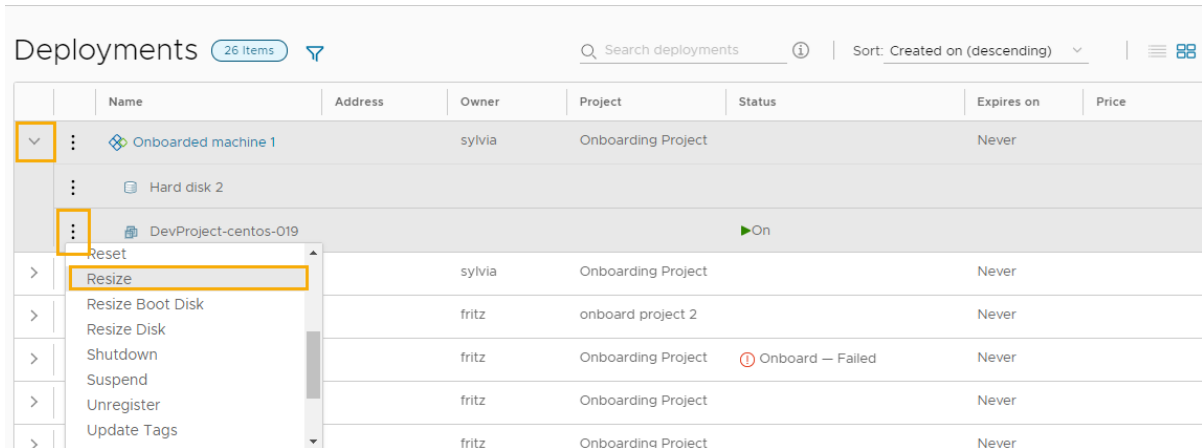 Deployments 26 Items Search deployments Sort: Created on (descending)
Name Address Owner Project Status Expires on Price
Onboarded machine 1 sylvia Onboarding Project Never
Hard disk 2
DevProject-centos-019 On
Reset
Resize
sylvia Onboarding Project Never
Resize Boot Disk
fritz onboard project 2 Never
Resize Disk
Shutdown
fritz Onboarding Project Onboard — Failed Never
Suspend
Unregister
fritz Onboarding Project Never
Update Tags
fritz Onboarding Project Never